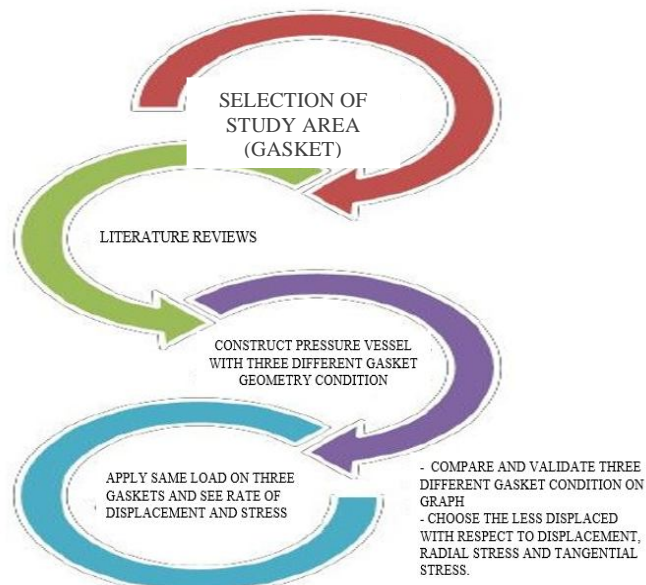 SELECTION OF
STUDY AREA
(GASKET)
LITERATURE REVIEWS
CONSTRUCT PRESSURE VESSEL
WITH THREE DIFFERENT GASKET
GEOMETRY CONDITION
APPLY SAME LOAD ON THREE
GASKETS AND SEE RATE OF
DISPLACEMENT AND STRESS
- COMPARE AND VALIDATE THREE
DIFFERENT GASKET CONDITION ON
GRAPH
- CHOOSE THE LESS DISPLACED
WITH RESPECT TO DISPLACEMENT,
RADIAL STRESS AND TANGENTIAL
STRESS.